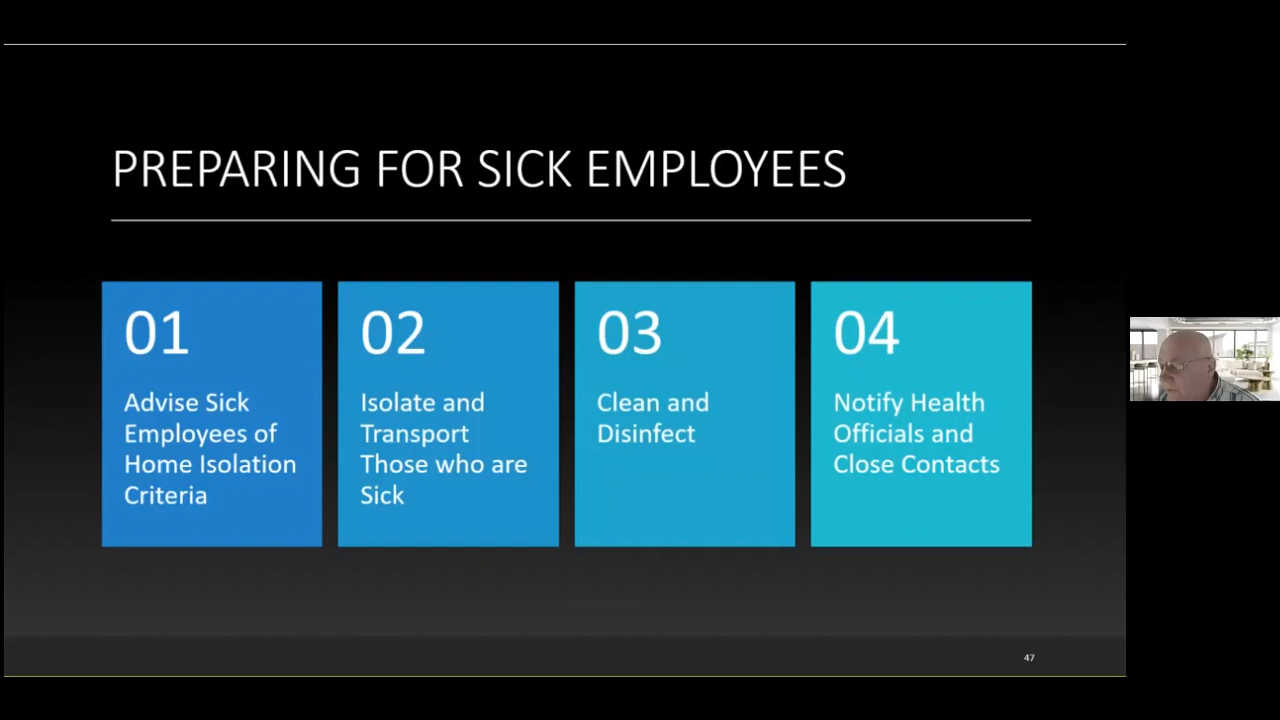 PREPARING FOR SICK EMPLOYEES
01
Advise Sick
Employees of
Home Isolation
Criteria
02
Isolate and
Transport
Those who are
Sick
03
Clean and
Disinfect
04
Notify Health
Officials and
Close Contacts
47